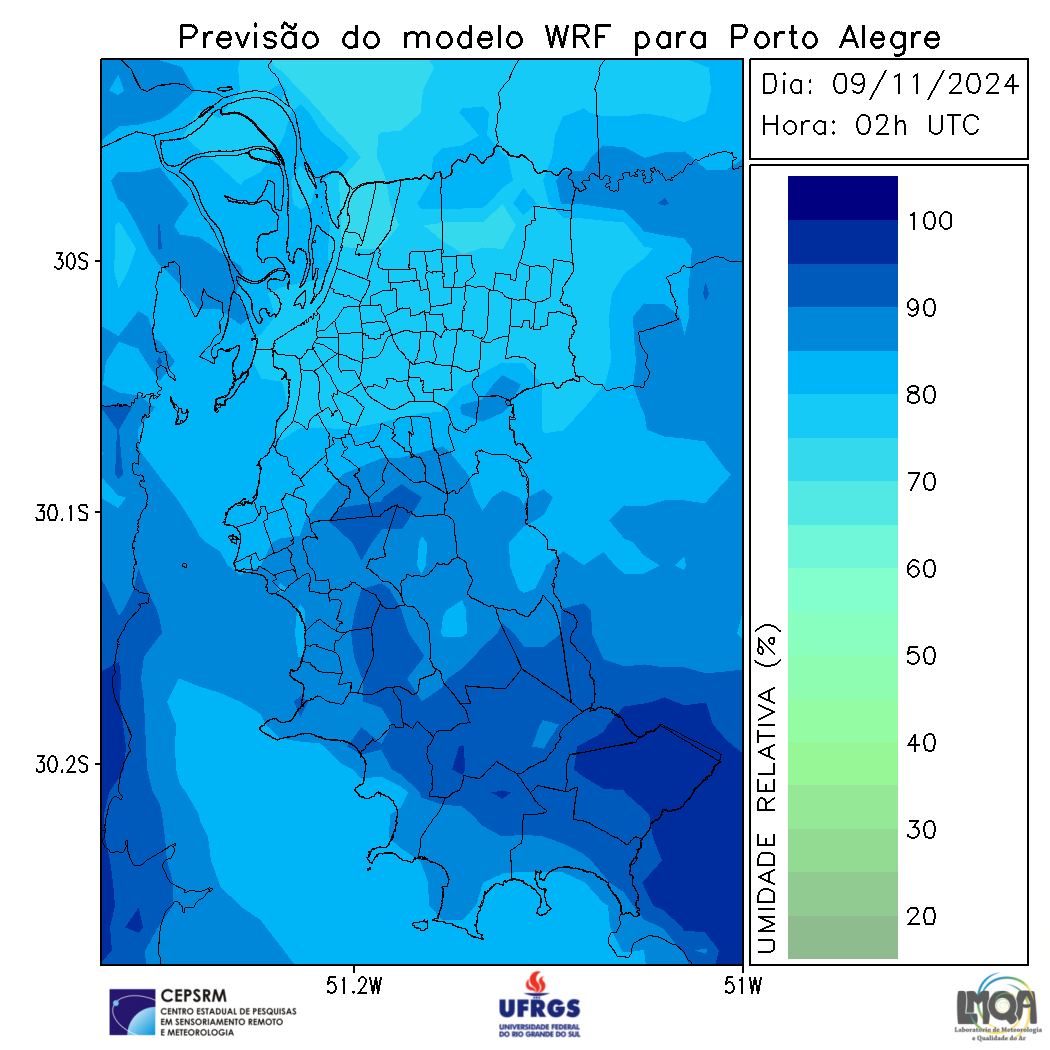 Previsão do modelo WRF para Porto Alegre
Dia: 09/11/2024
Hora: 02h UTC
100
90
80
70
60
50
40
30
20
UMIDADE RELATIVA (%)
30S
30.1S
30.2S
51.2W
51W
CEPSRM
CENTRO ESTADUAL DE PESQUISAS
EM SENSORIAMENTO REMOTO
E METEOROLOGIA
UFRGS
UNIVERSIDADE FEDERAL
DO RIO GRANDE DO SUL
LMQA
Laboratório de Meteorologia
e Qualidade do Ar